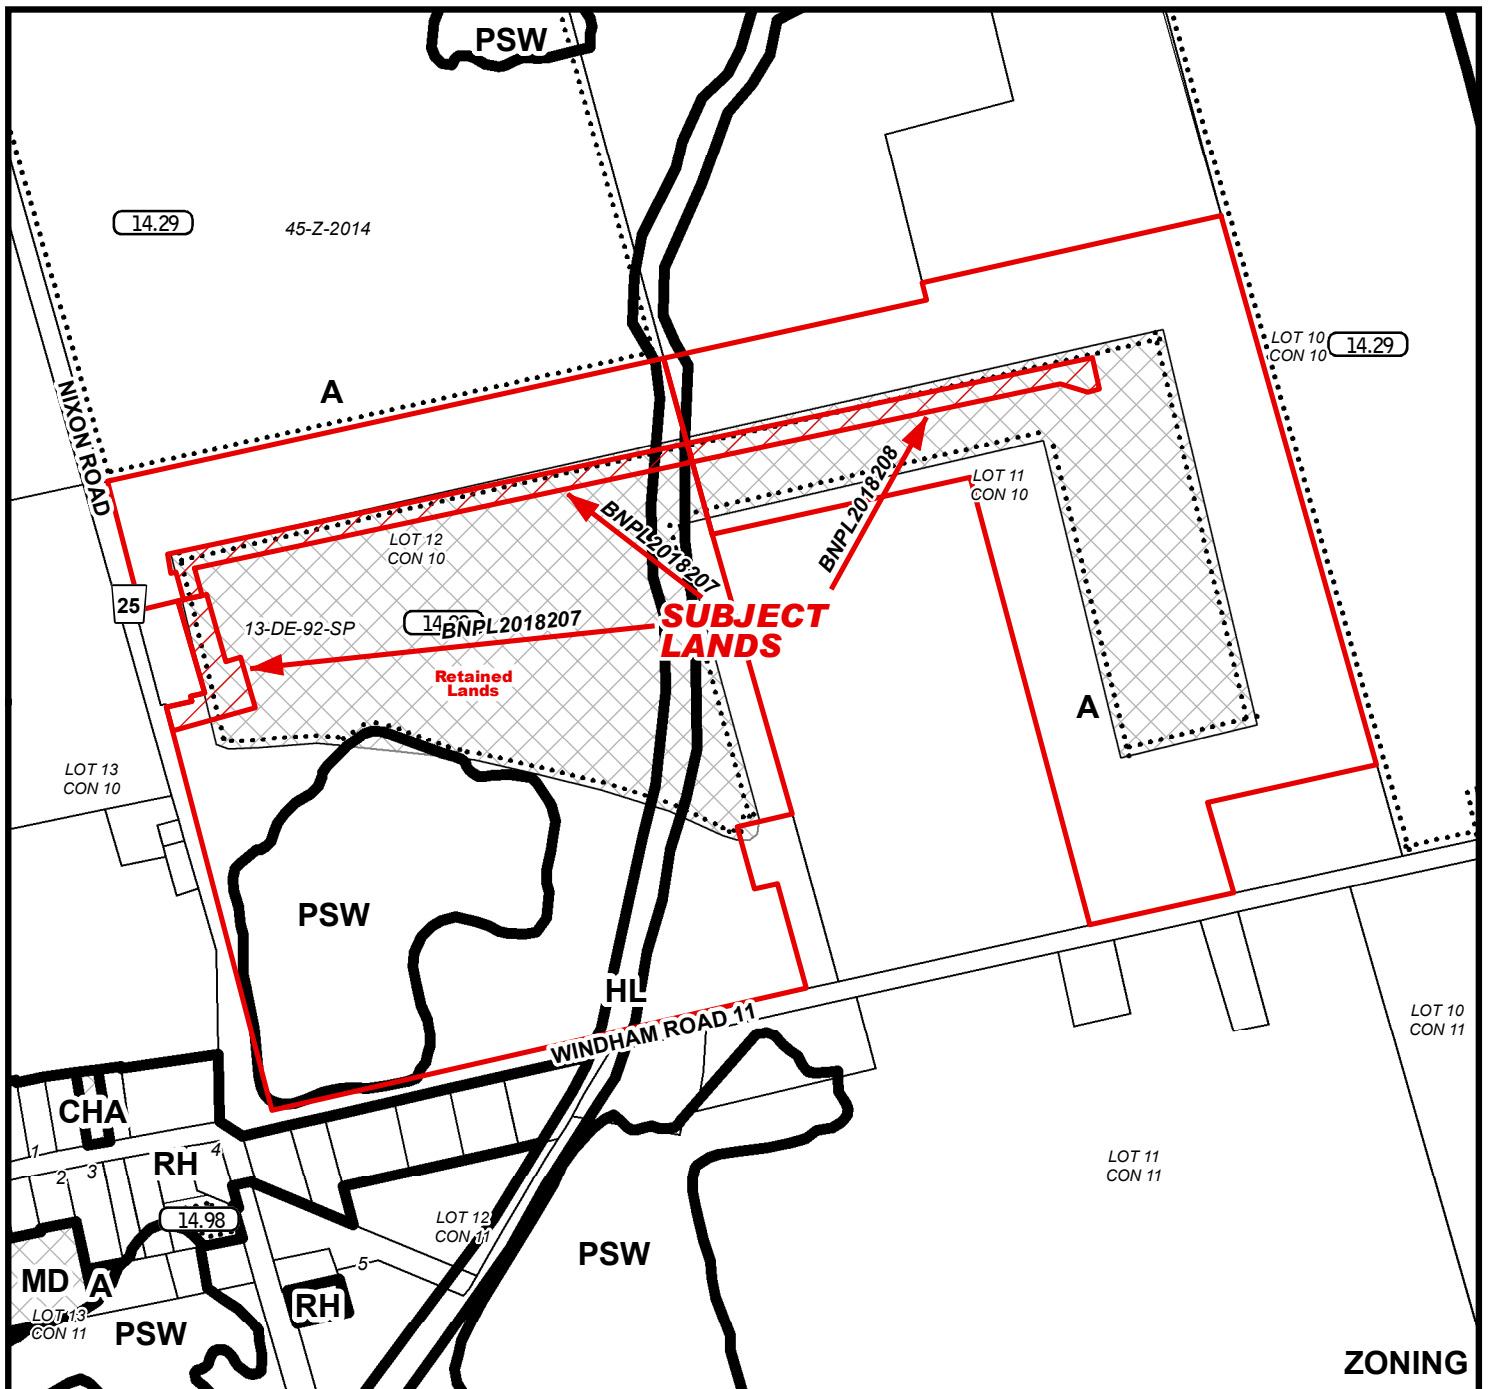 PSW
14.29
45-Z-2014
LOT 10
CON 10
14.29
A
NIXON ROAD
LOT 11
CON 10
BNPL2018208
BNPL2018207
LOT 12
CON 10
25
13-DE-92-SP
BNPL2018207
SUBJECT
LANDS
Retained
Lands
A
LOT 13
CON 10
PSW
HL
WINDHAM ROAD 11
LOT 10
CON 11
CHA
1
2
3
4
RH
14.98
LOT 12
CON 11
LOT 11
CON 11
PSW
5
MD
A
RH
LOT 13
CON 11
PSW
ZONING